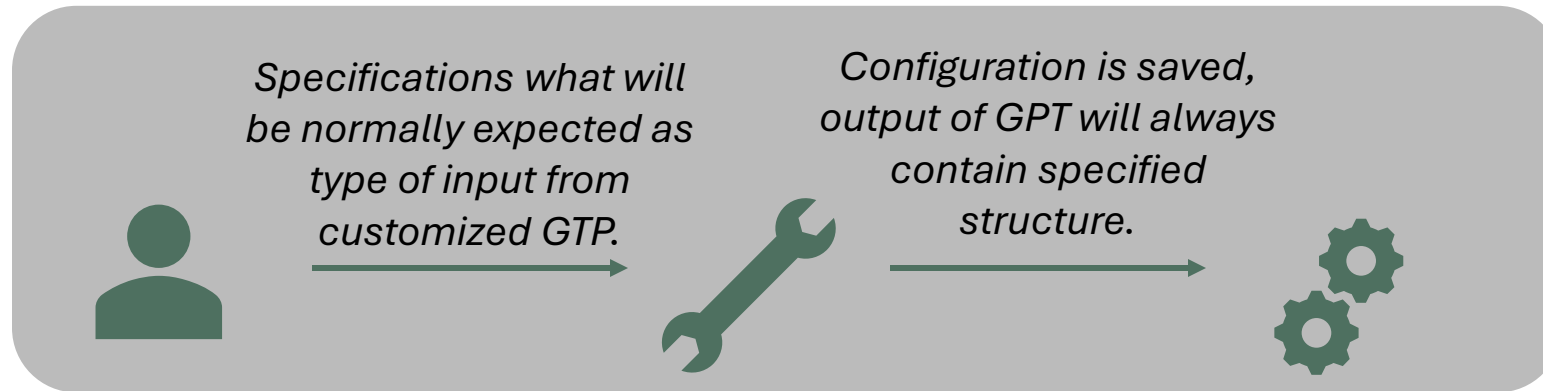 Specifications what will
be normally expected as
type of input from
customized GTP.
Configuration is saved,
output of GPT will always
contain specified
structure.